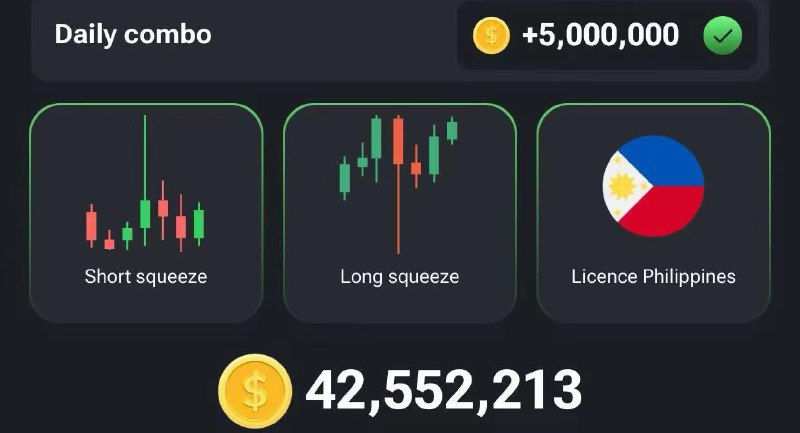 Daily combo
$ +5,000,000
Short squeeze
Long squeeze
Licence Philippines
$ 42,552,213